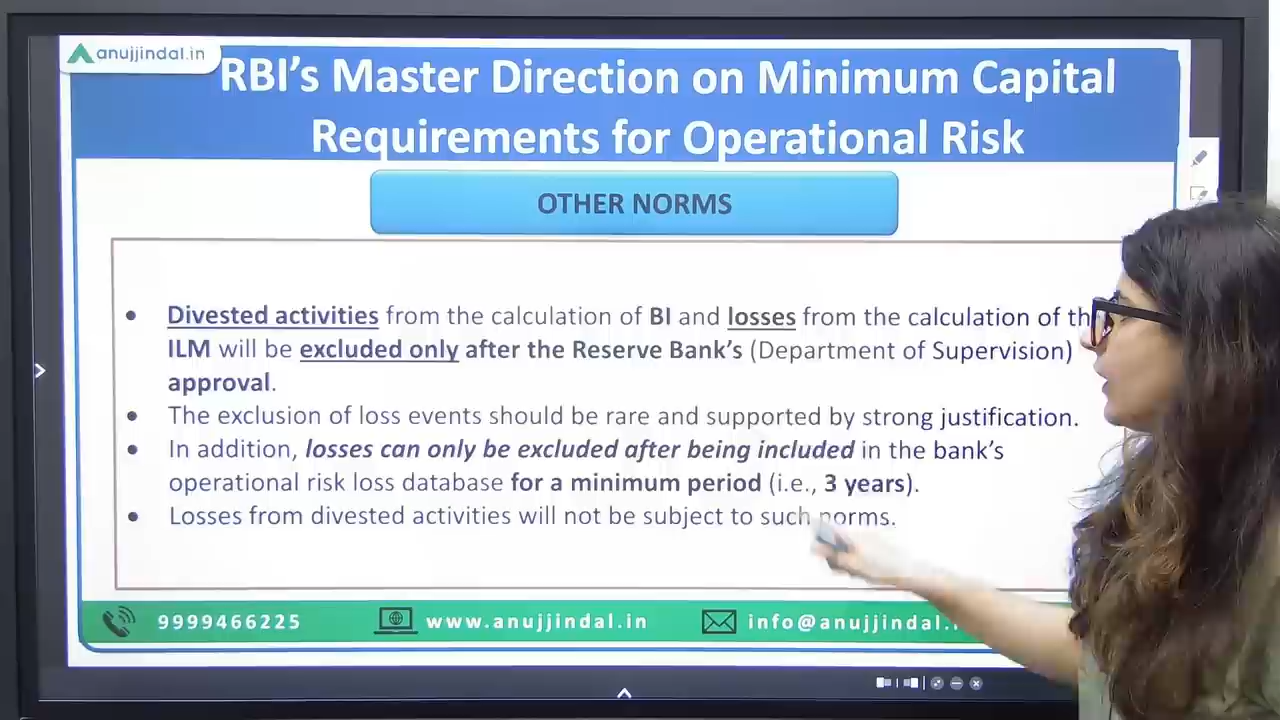 anujjindal.in
RBI's Master Direction on Minimum Capital
Requirements for Operational Risk
OTHER NORMS
• Divested activities from the calculation of BI and losses from the calculation of
ILM will be excluded only after the Reserve Bank's (Department of Supervision)
approval.
• The exclusion of loss events should be rare and supported by strong justification.
• In addition, losses can only be excluded after being included in the bank's
operational risk loss database for a minimum period (i.e., 3 years).
• Losses from divested activities will not be subject to such norms.
9999466225 www.anujjindal.in